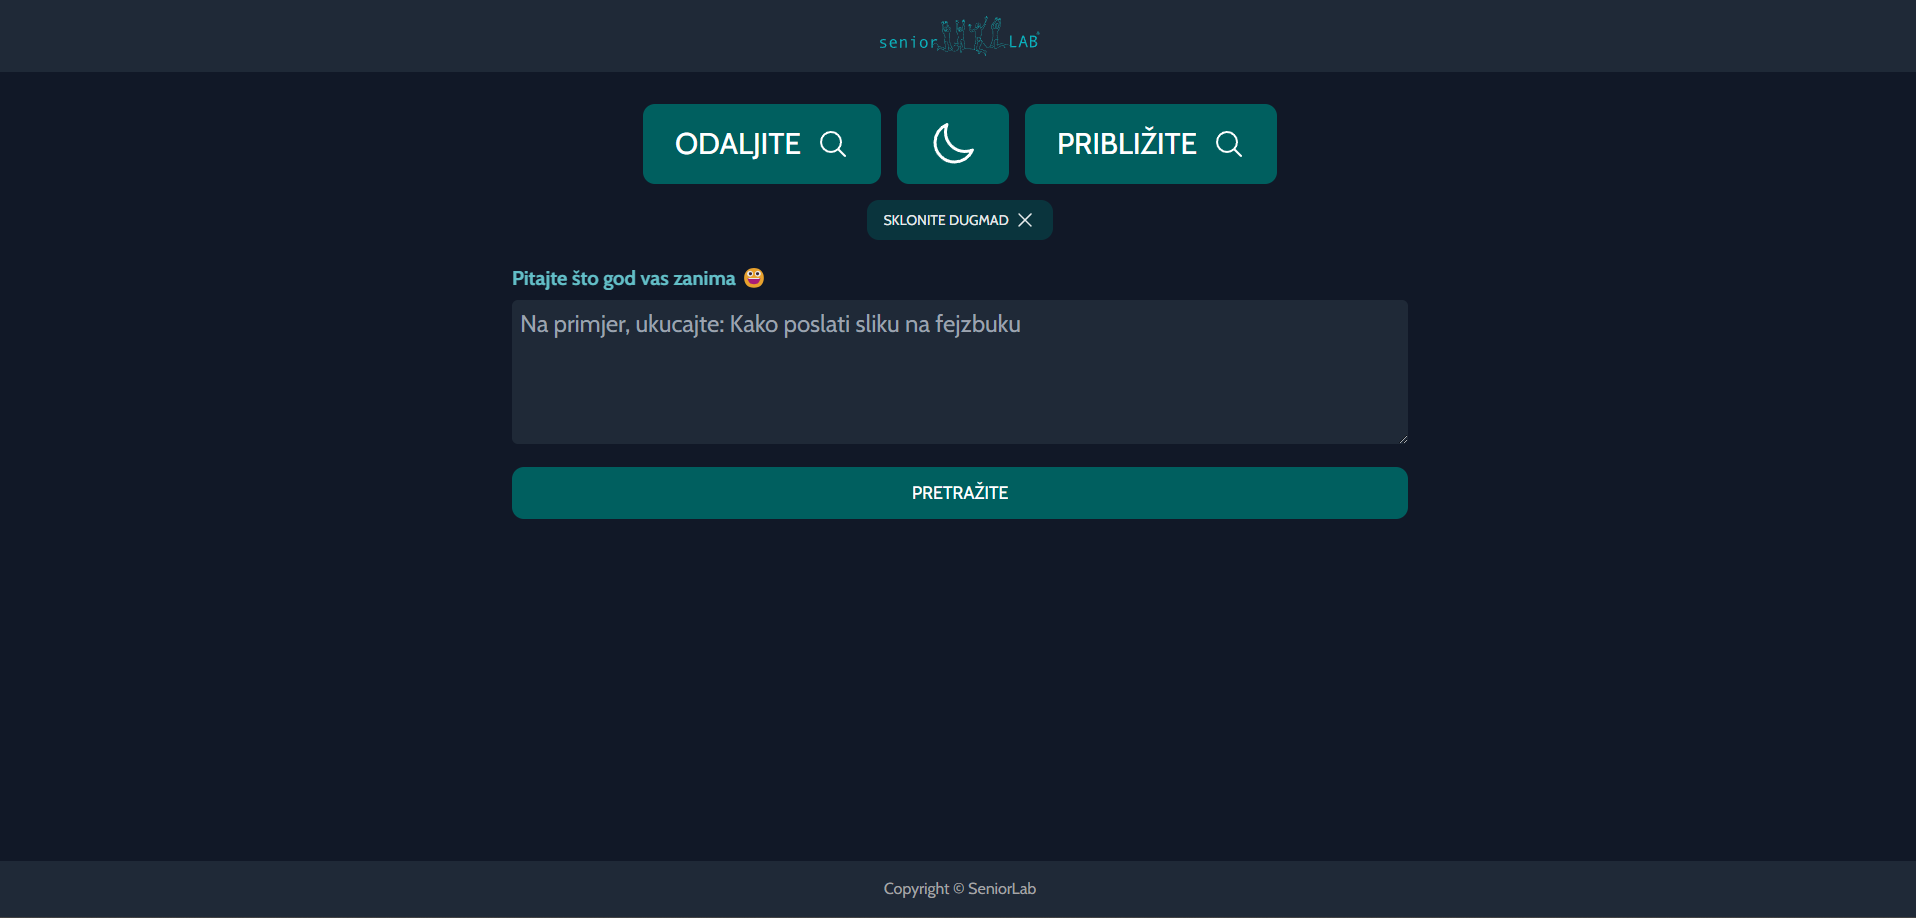 senior LAB
ODALJITE
PRIBLIŽITE
SKLONITE DUGMAD
Pitajte što god vas zanima
Na primjer, ukucajte: Kako poslati sliku na fejzbuku
PRETRAŽITE
Copyright © SeniorLab